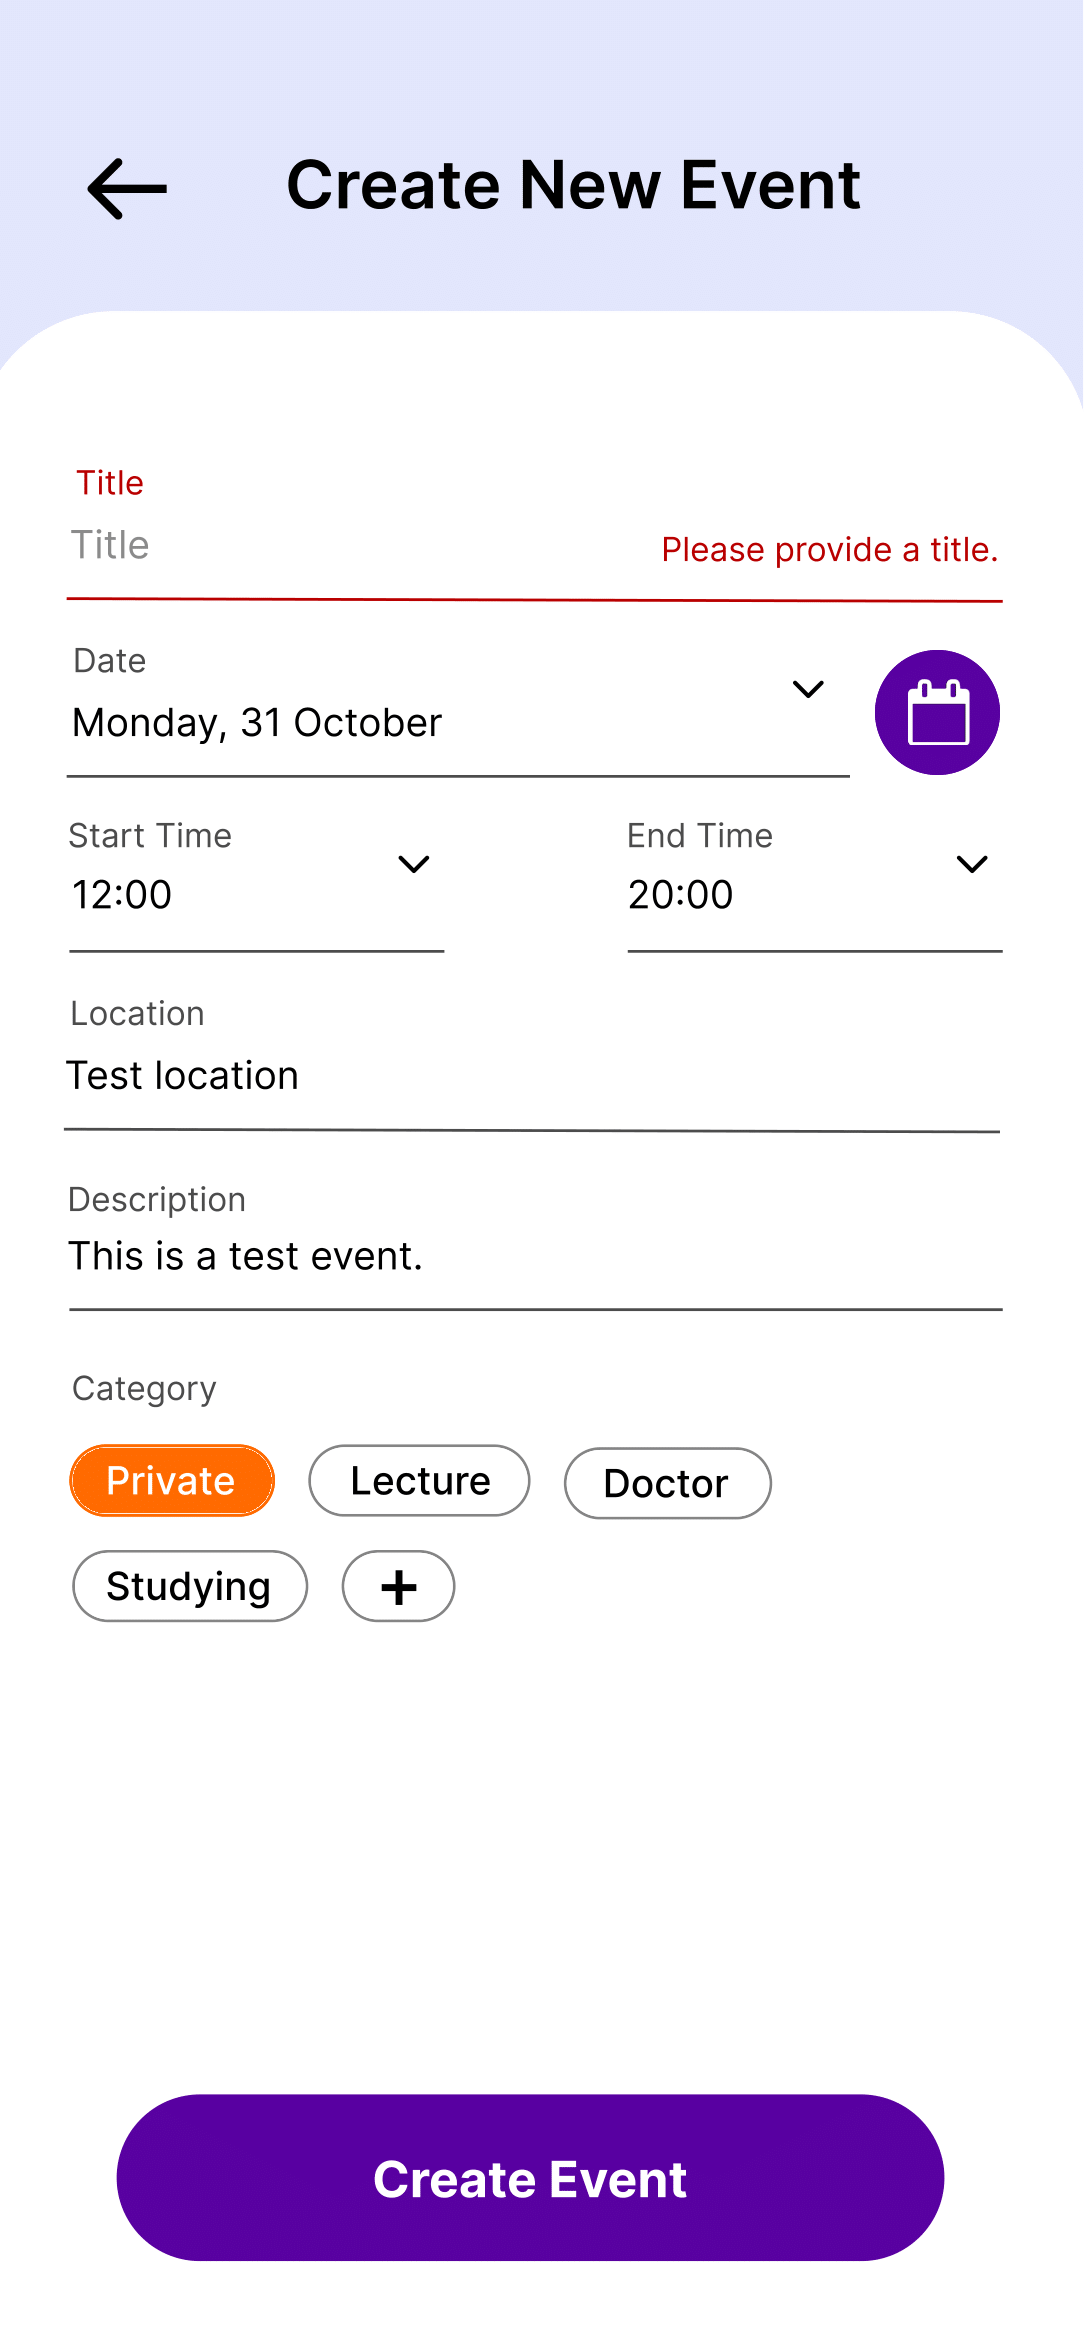 Create New Event
Title
Title
Please provide a title.
Date
Monday, 31 October
Start Time
End Time
12:00
20:00
Location
Test location
Description
This is a test event.
Category
Private
Lecture
Doctor
Studying
+
Create Event